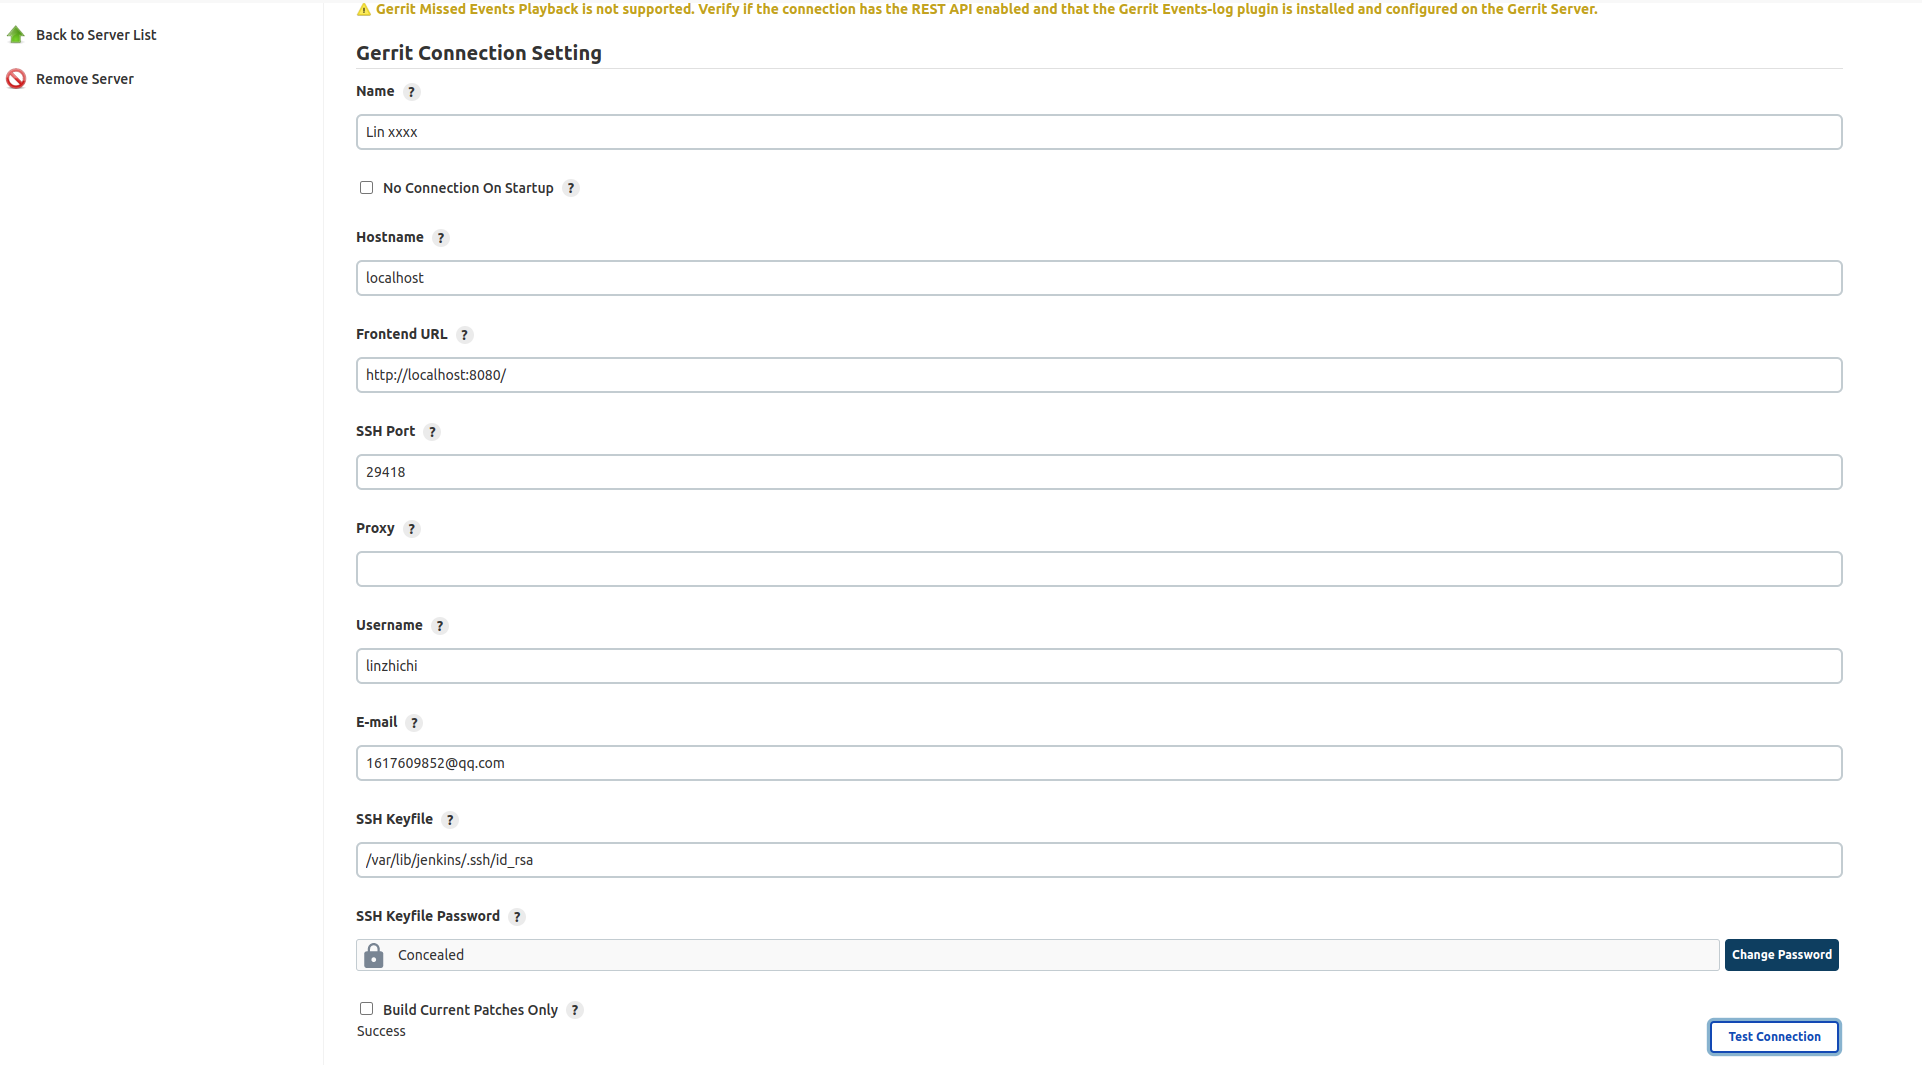 Gerrit Missed Events Playback is not supported. Verify if the connection has the REST API enabled and that the Gerrit Events-log plugin is installed and configured on the Gerrit Server.
Back to Server List
Remove Server
Gerrit Connection Setting
Name ?
Lin xxxx
No Connection On Startup ?
Hostname ?
localhost
Frontend URL ?
http://localhost:8080/
SSH Port ?
29418
Proxy ?
Username ?
linzhichi
E-mail ?
1617609852@qq.com
SSH Keyfile ?
/var/lib/jenkins/.ssh/id_rsa
SSH Keyfile Password ?
Concealed
Change Password
Build Current Patches Only ?
Success
Test Connection